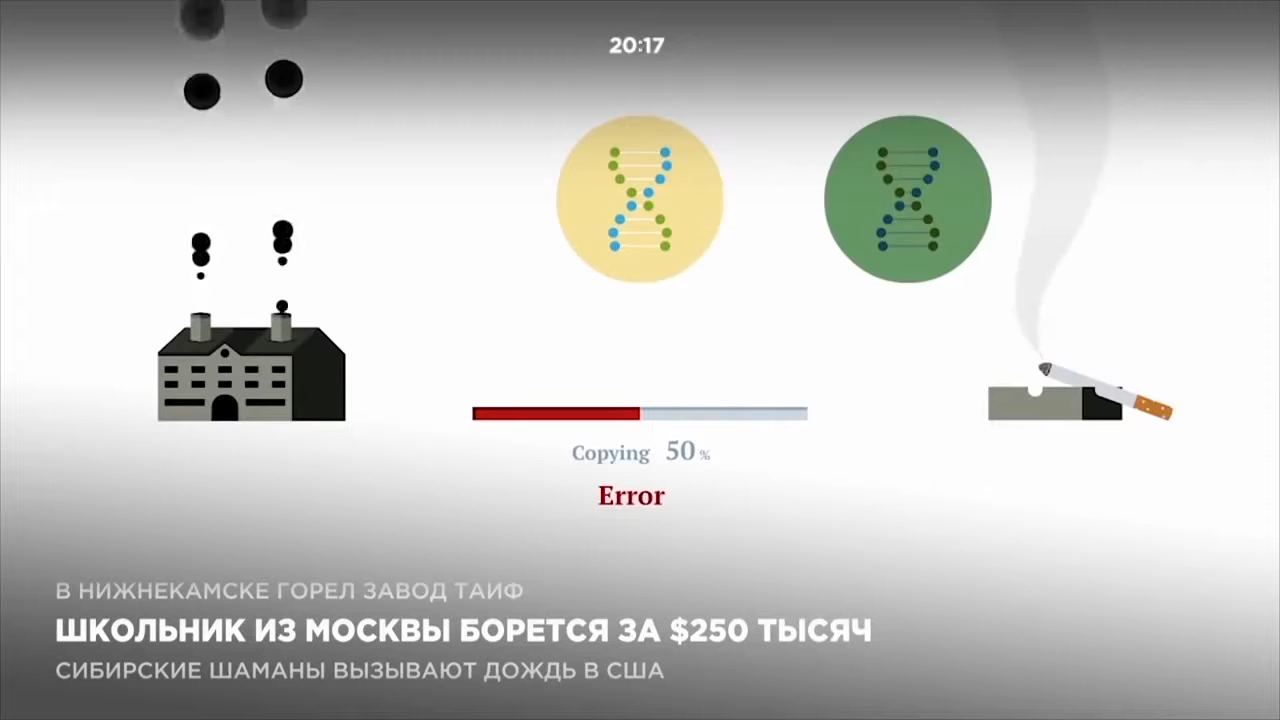 20:17
Copying 50 %
Error
В НИЖНЕКАМСКЕ ГОРЕЛ ЗАВОД ТАИФ
ШКОЛЬНИК ИЗ МОСКВЫ БОРЕТСЯ ЗА $250 ТЫСЯЧ
СИБИРСКИЕ ШАМАНЫ ВЫЗЫВАЮТ ДОЖДЬ В США